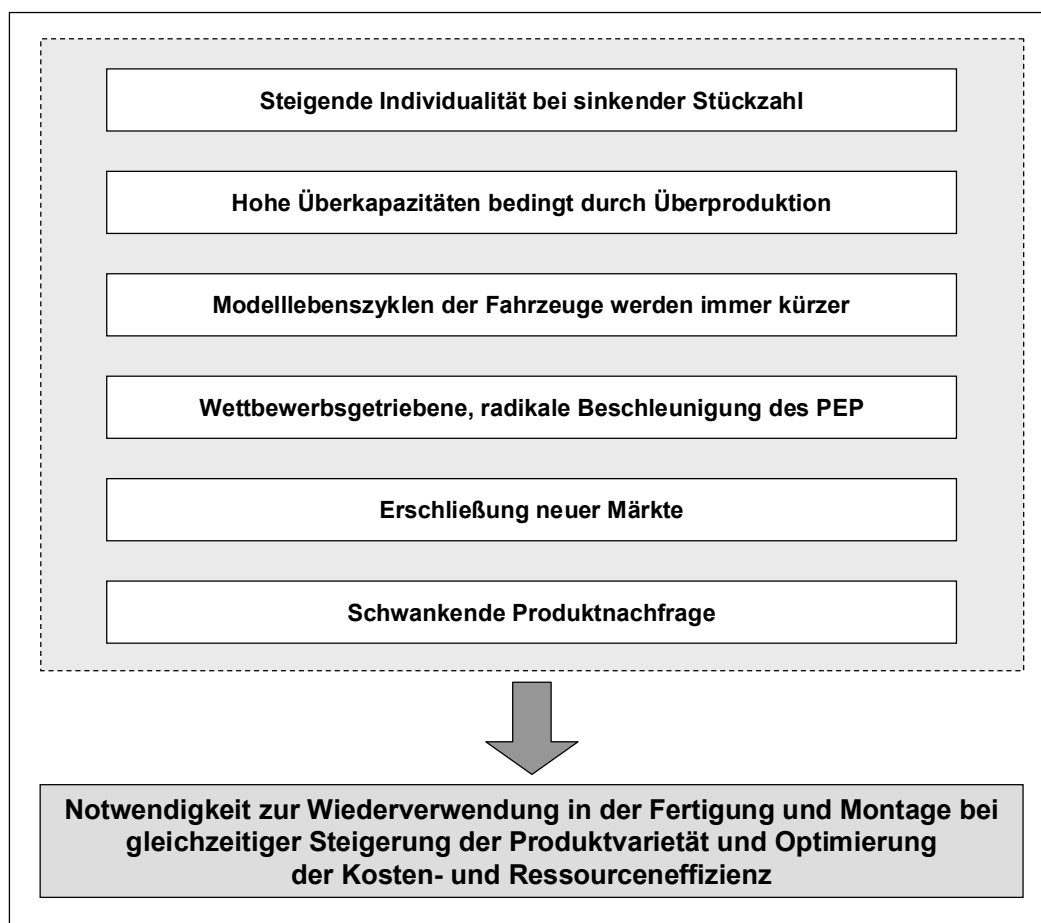 Steigende Individualität bei sinkender Stückzahl
Hohe Überkapazitäten bedingt durch Überproduktion
Modelllebenszyklen der Fahrzeuge werden immer kürzer
Wettbewerbsgetriebene, radikale Beschleunigung des PEP
Erschließung neuer Märkte
Schwankende Produktnachfrage
Notwendigkeit zur Wiederverwendung in der Fertigung und Montage bei
gleichzeitiger Steigerung der Produktvarietät und Optimierung
der Kosten- und Ressourceneffizienz